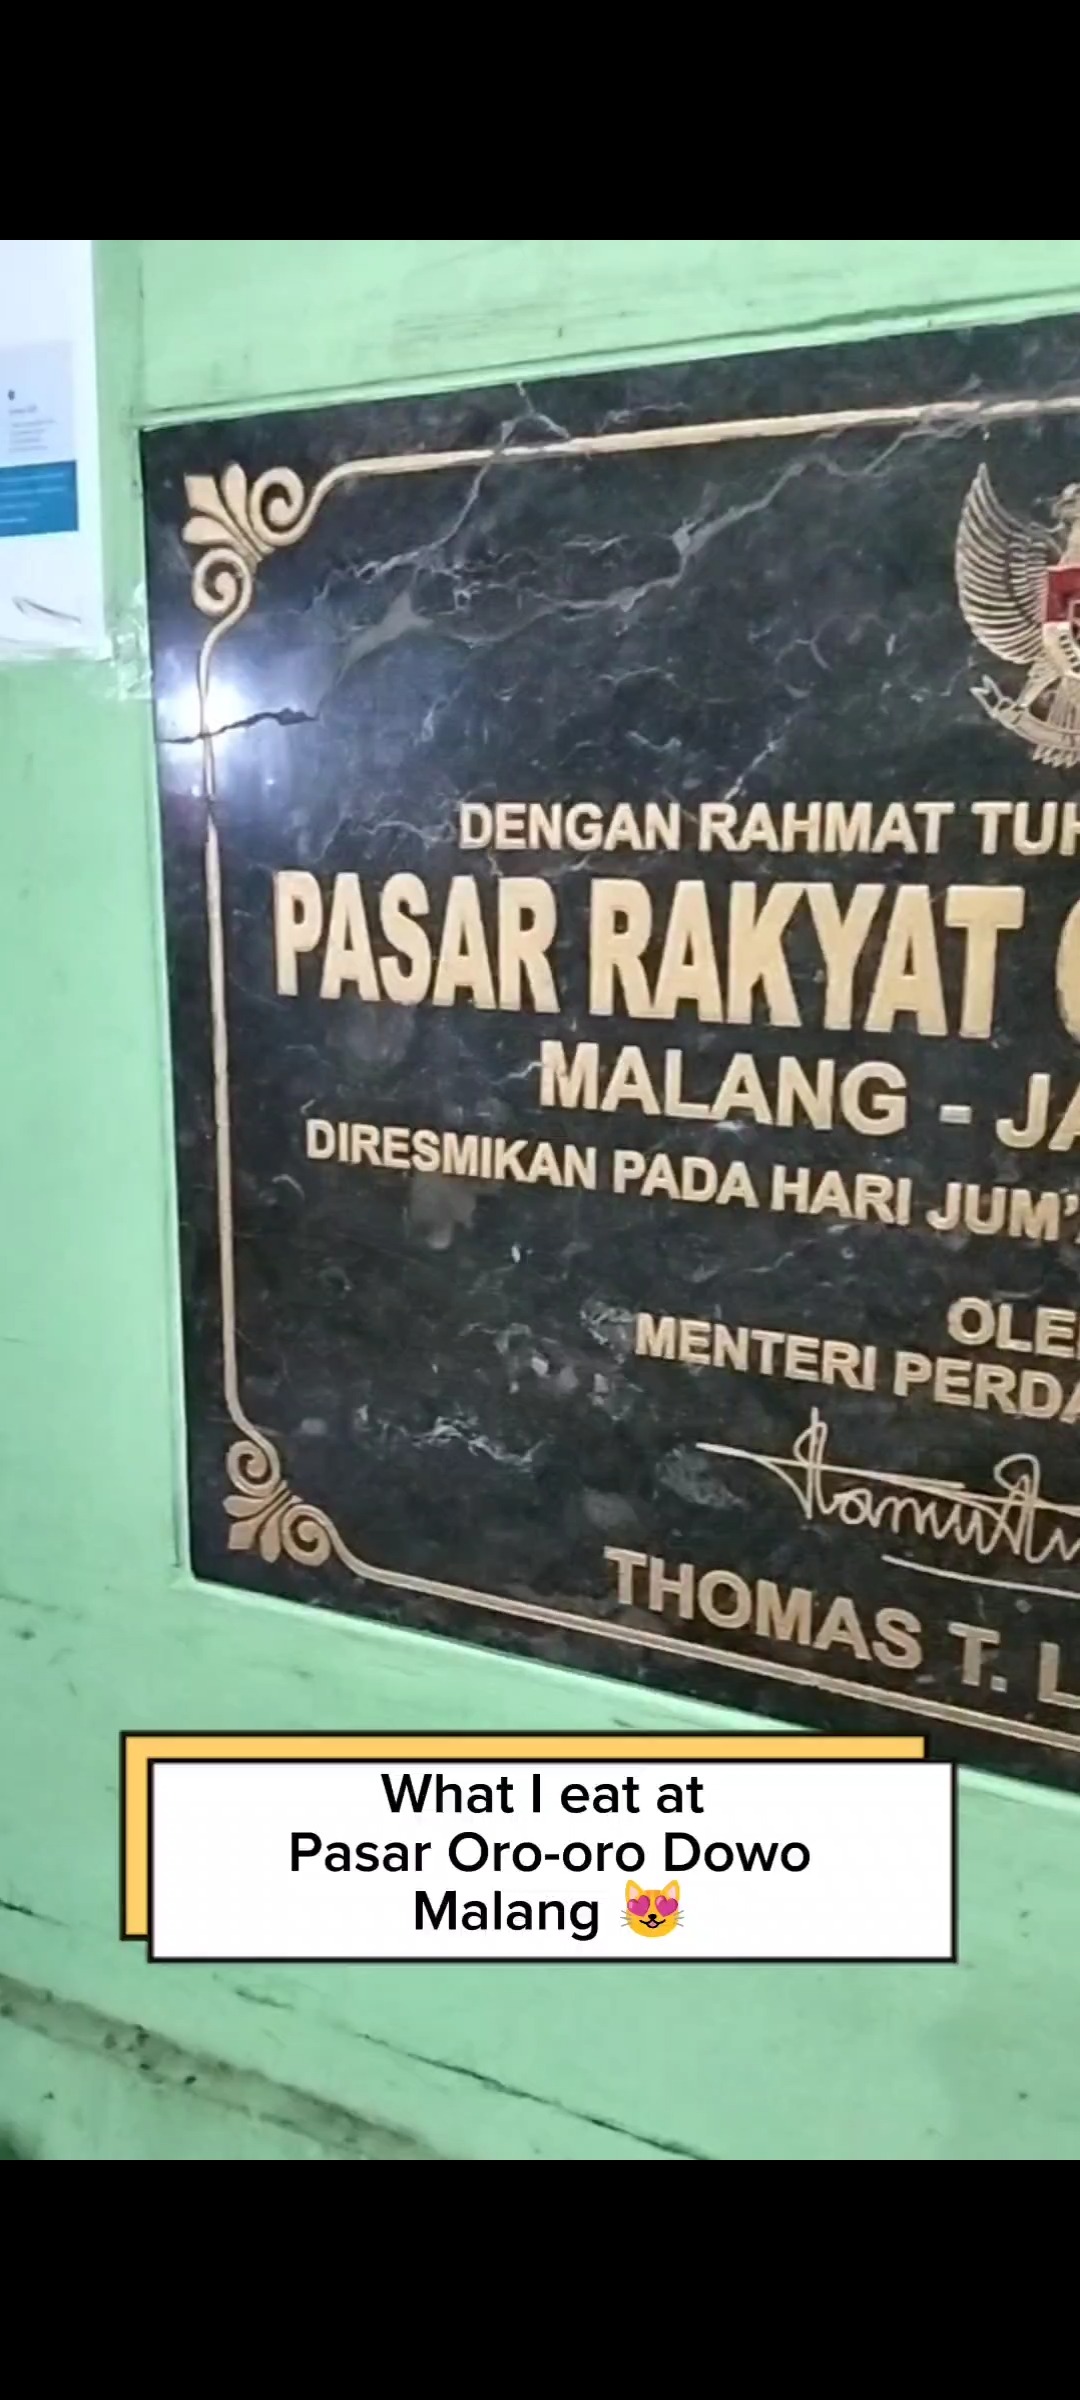 DENGAN RAHMAT TUH
PASAR RAKYAT
MALANG - JA
DIRESMIKAN PADA HARI JUM'
OLE
MENTERI PERDA
THOMAS T. L
What I eat at
Pasar Oro-oro Dowo
Malang 😻